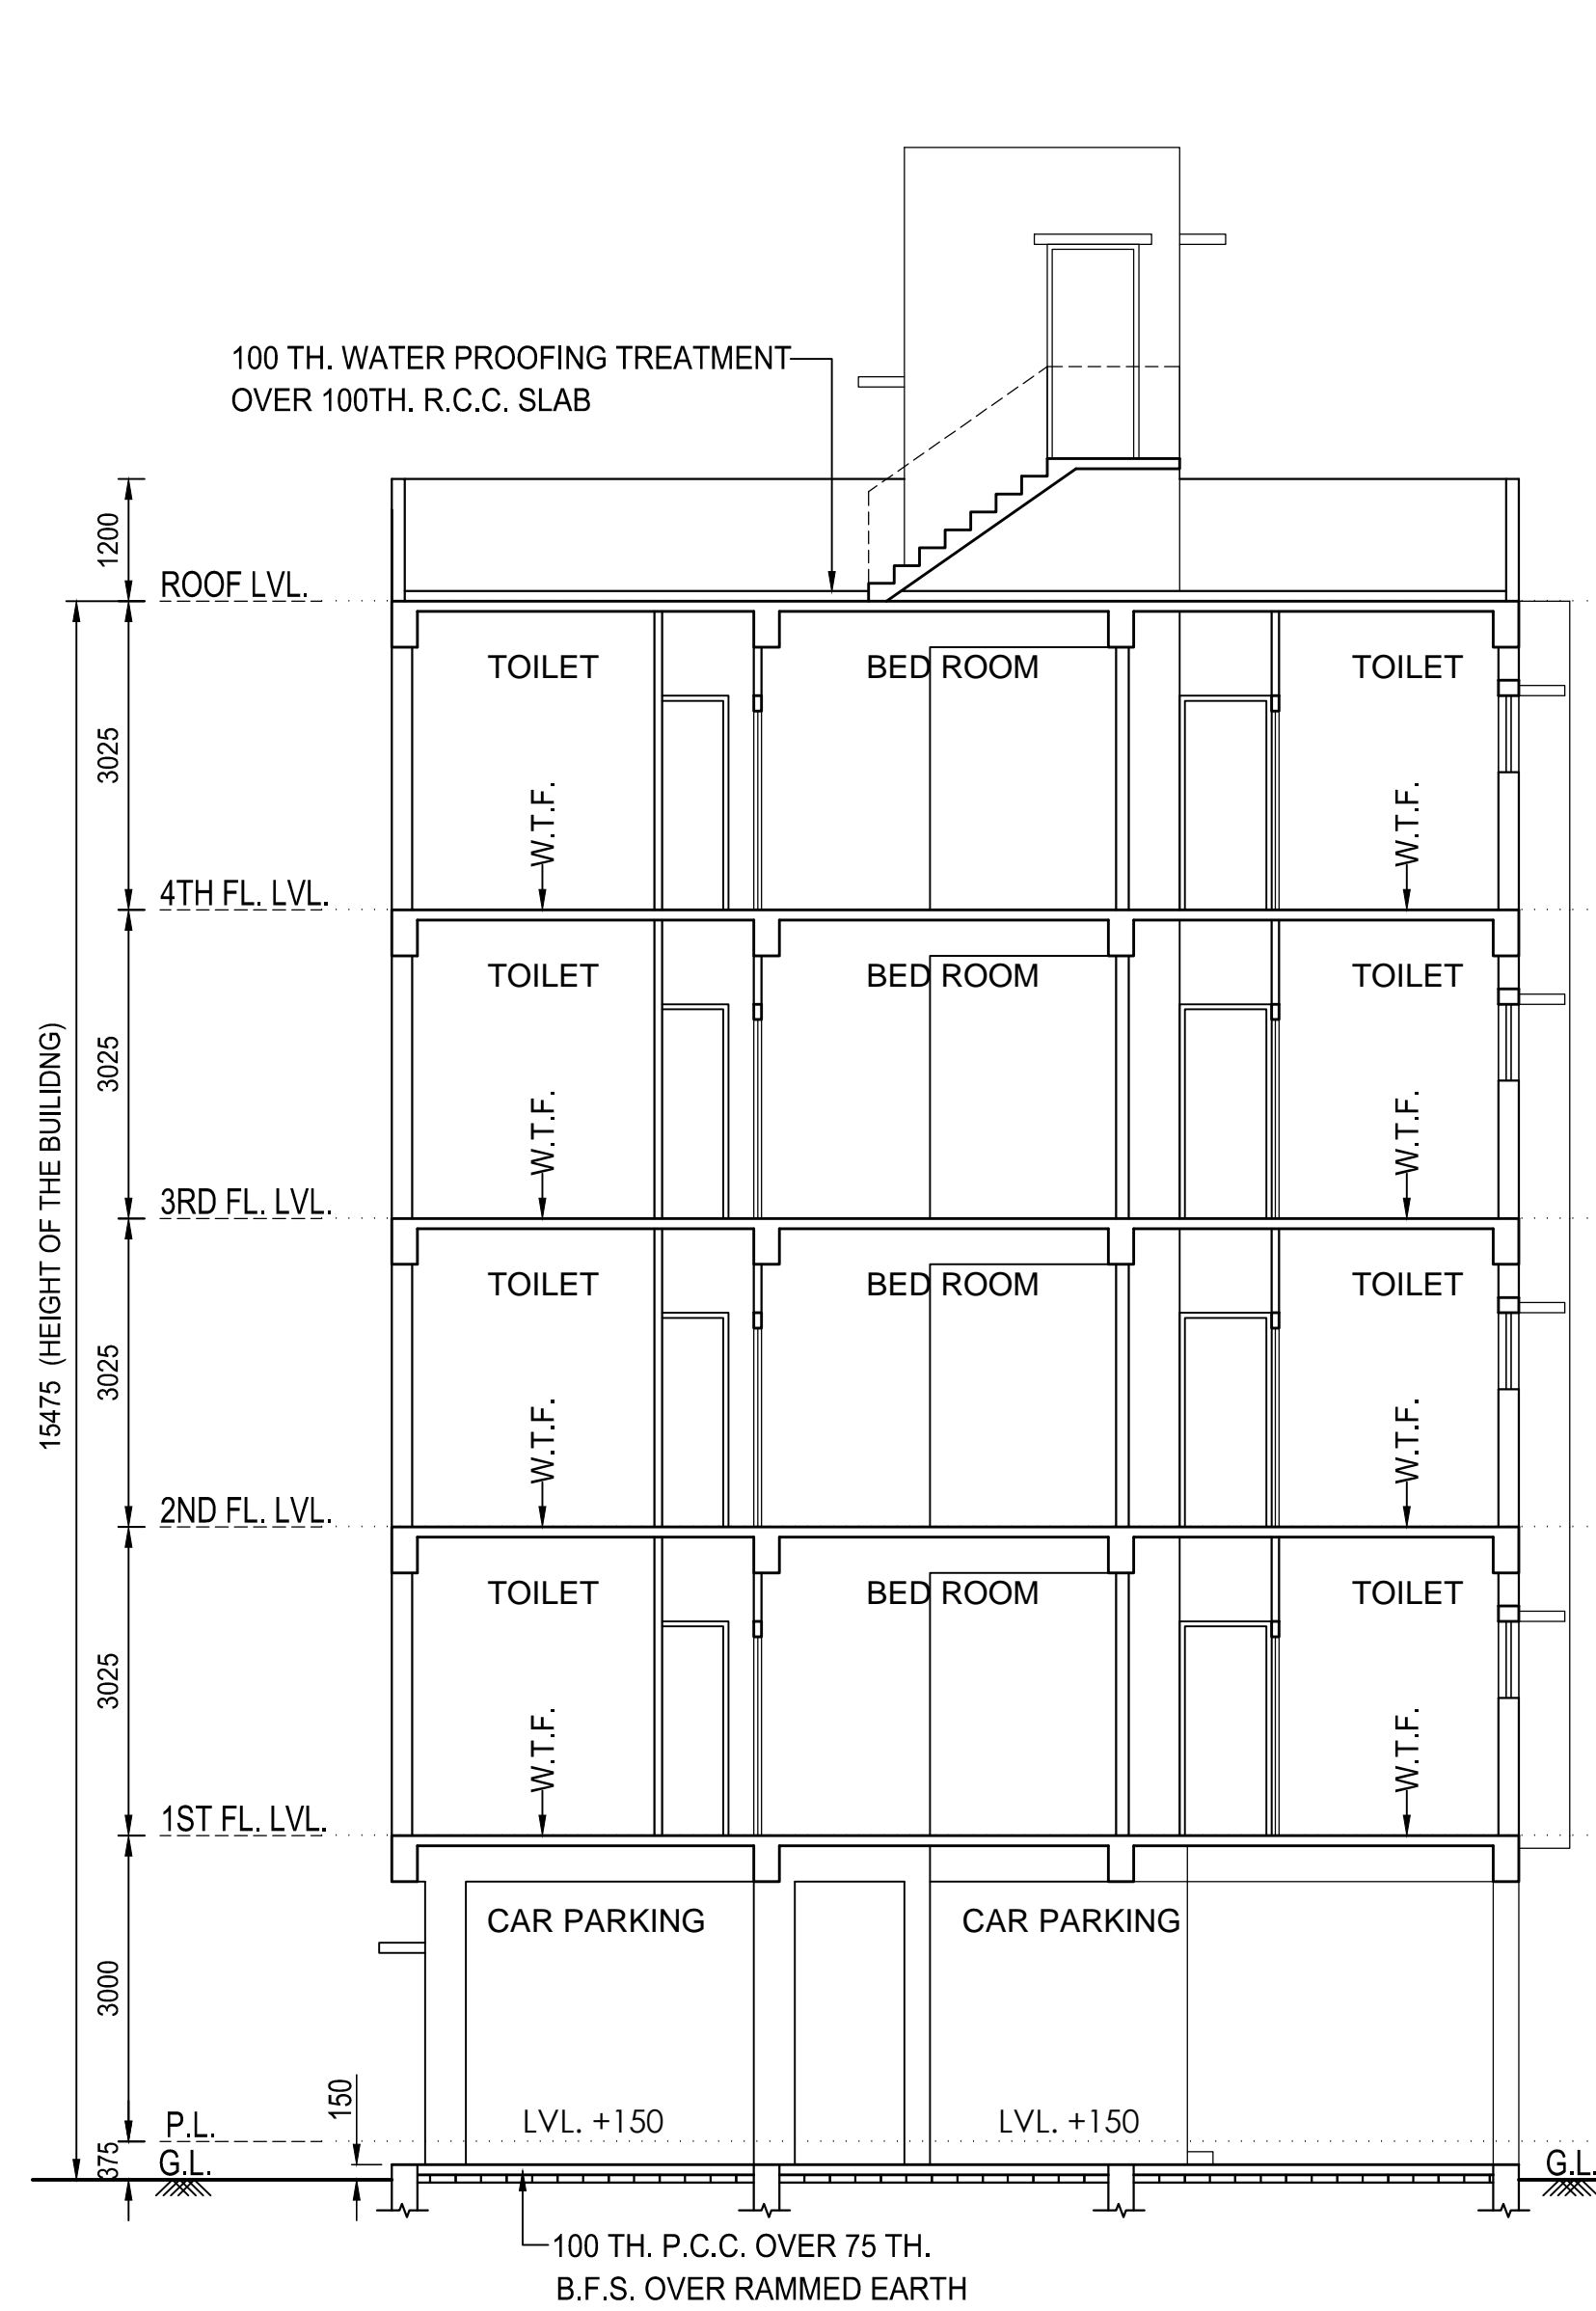 100 TH. WATER PROOFING TREATMENT
OVER 100TH. R.C.C. SLAB
1200
ROOF LVL.
TOILET
BED ROOM
TOILET
3025
W.T.F.
W.T.F.
4TH FL. LVL.
TOILET
BED ROOM
TOILET
3025
W.T.F.
W.T.F.
3RD FL. LVL.
15475 (HEIGHT OF THE BUILIDNG)
TOILET
BED ROOM
TOILET
3025
W.T.F.
W.T.F.
2ND FL. LVL.
TOILET
BED ROOM
TOILET
3025
W.T.F.
W.T.F.
1ST FL. LVL.
CAR PARKING
CAR PARKING
3000
150
P.L.
LVL. +150
LVL. +150
375
G.L.
G.L.
100 TH. P.C.C. OVER 75 TH.
B.F.S. OVER RAMMED EARTH